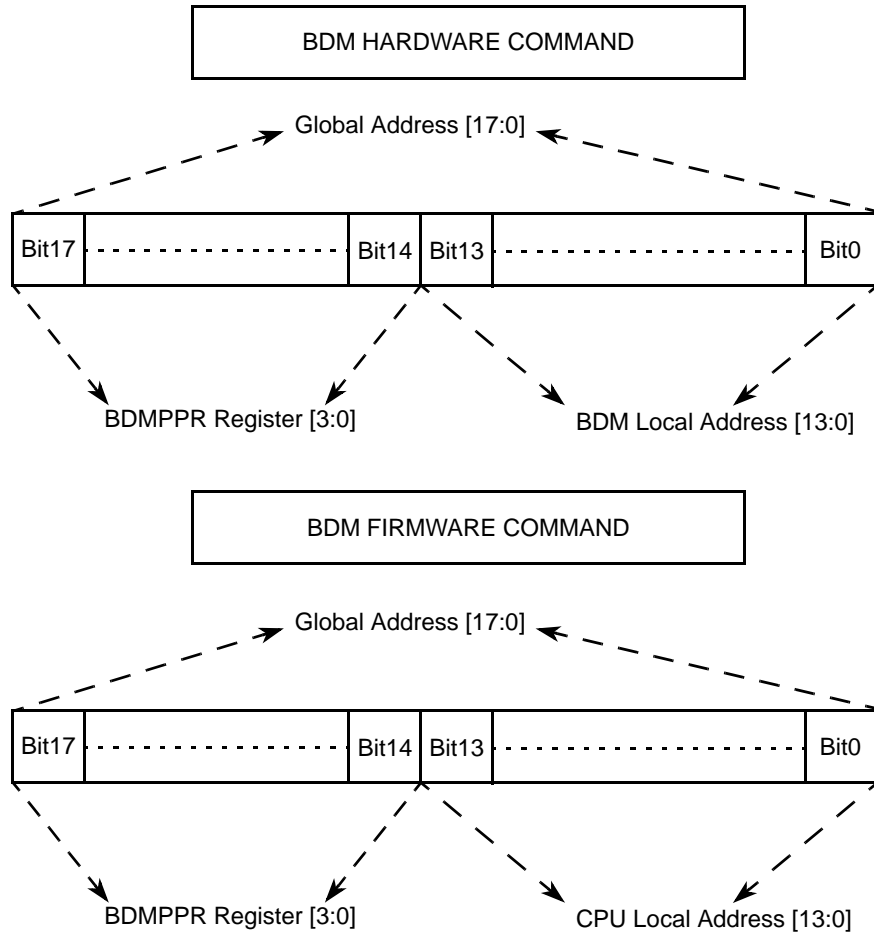 BDM HARDWARE COMMAND
Global Address [17:0]
Bit17 Bit14 Bit13 Bit0
BDMPPR Register [3:0] BDM Local Address [13:0]
BDM FIRMWARE COMMAND
Global Address [17:0]
Bit17 Bit14 Bit13 Bit0
BDMPPR Register [3:0] CPU Local Address [13:0]